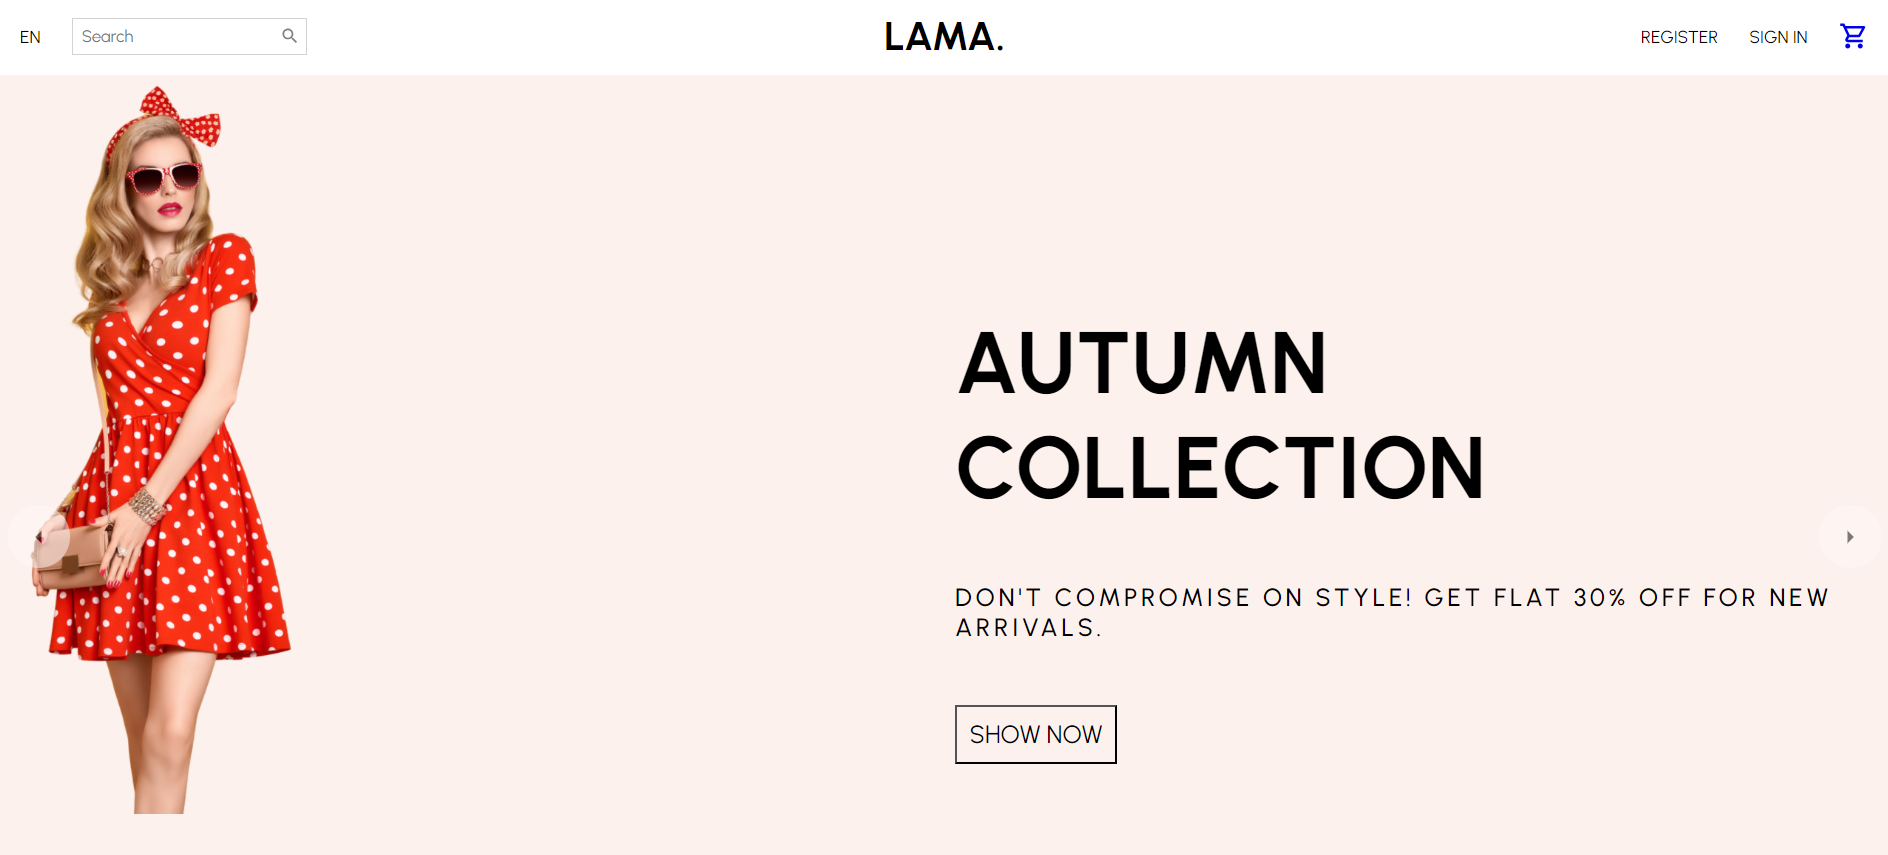 EN
Search
LAMA.
REGISTER
SIGN IN
AUTUMN
COLLECTION
DON'T COMPROMISE ON STYLE! GET FLAT 30% OFF FOR NEW
ARRIVALS.
SHOW NOW